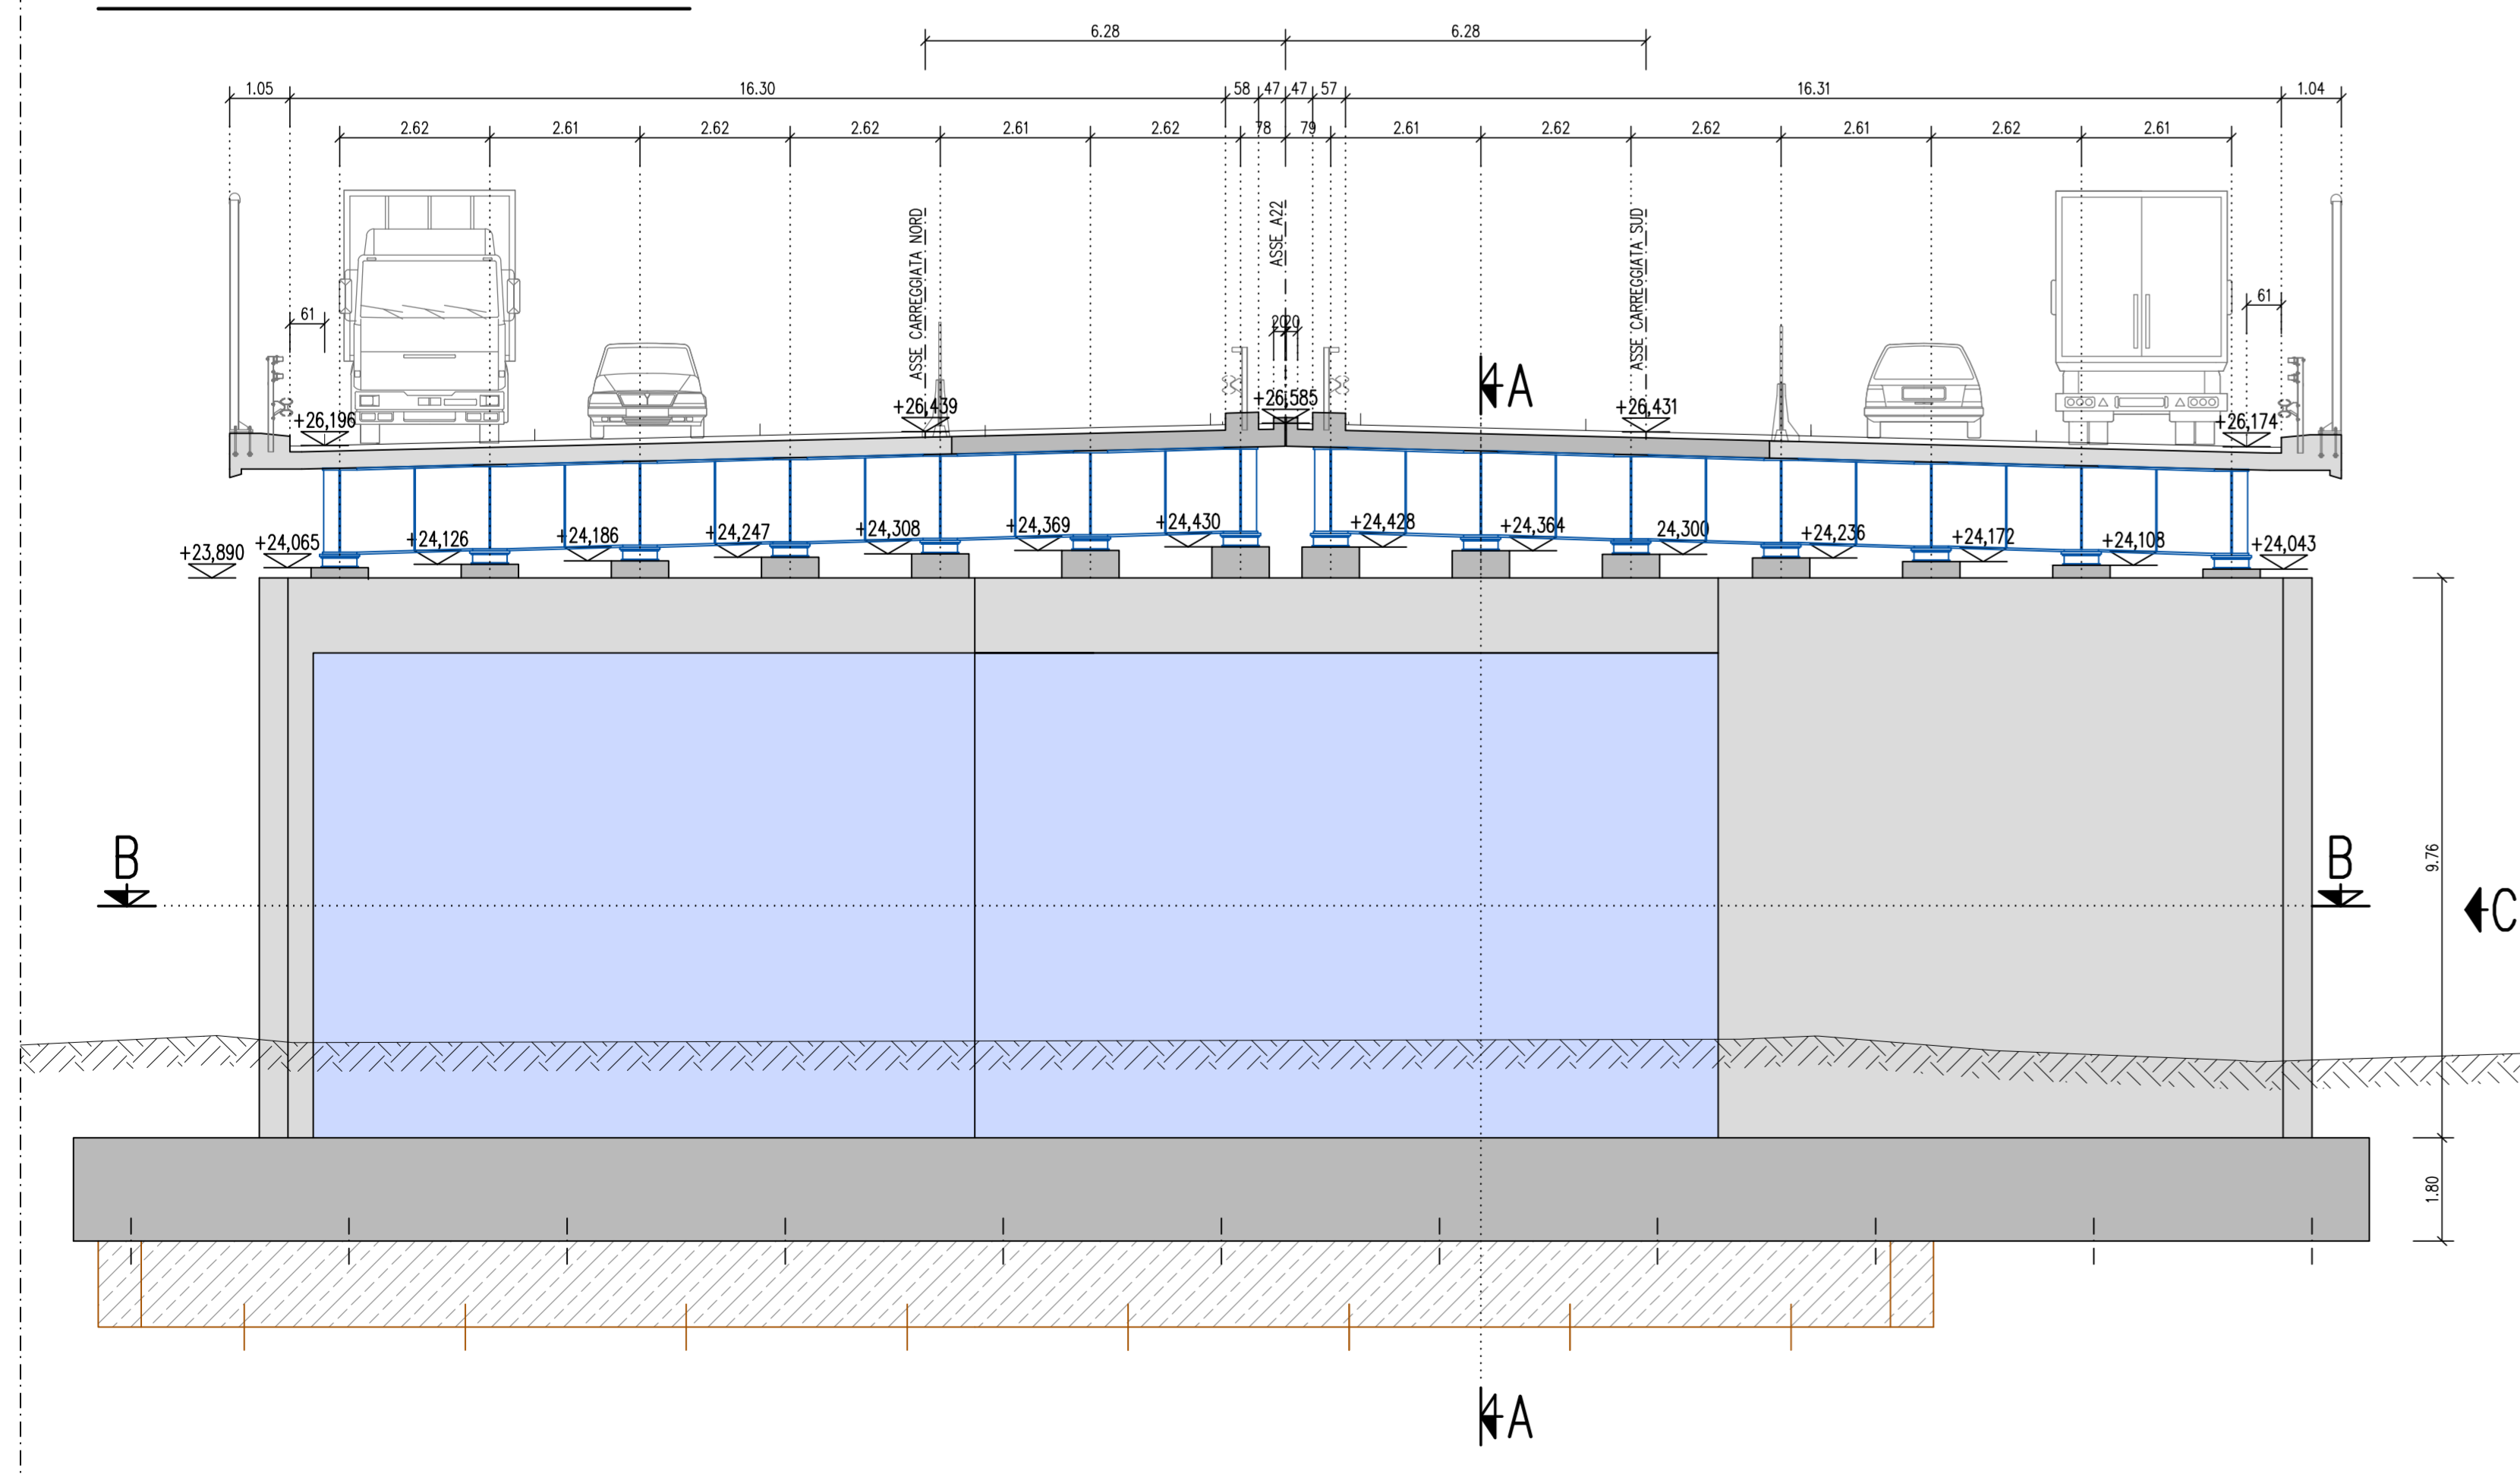 6.28 6.28
1.05 16.30 58 47 47 57 16.31 1.04
2.62 2.61 2.62 2.62 2.61 2.62 78 79 2.61 2.62 2.62 2.61 2.62 2.61
ASSE CARREGGIATA NORD
ASSE A22
ASSE CARREGGIATA SUD
61 2020 61
A
+26,196 +26,439 +26,585 +26,431 +26,174
+23,890 +24,065 +24,126 +24,186 +24,247 +24,308 +24,369 +24,430 +24,428 +24,364 24,300 +24,236 +24,172 +24,108 +24,043
9.76
B B
C
1.80
A